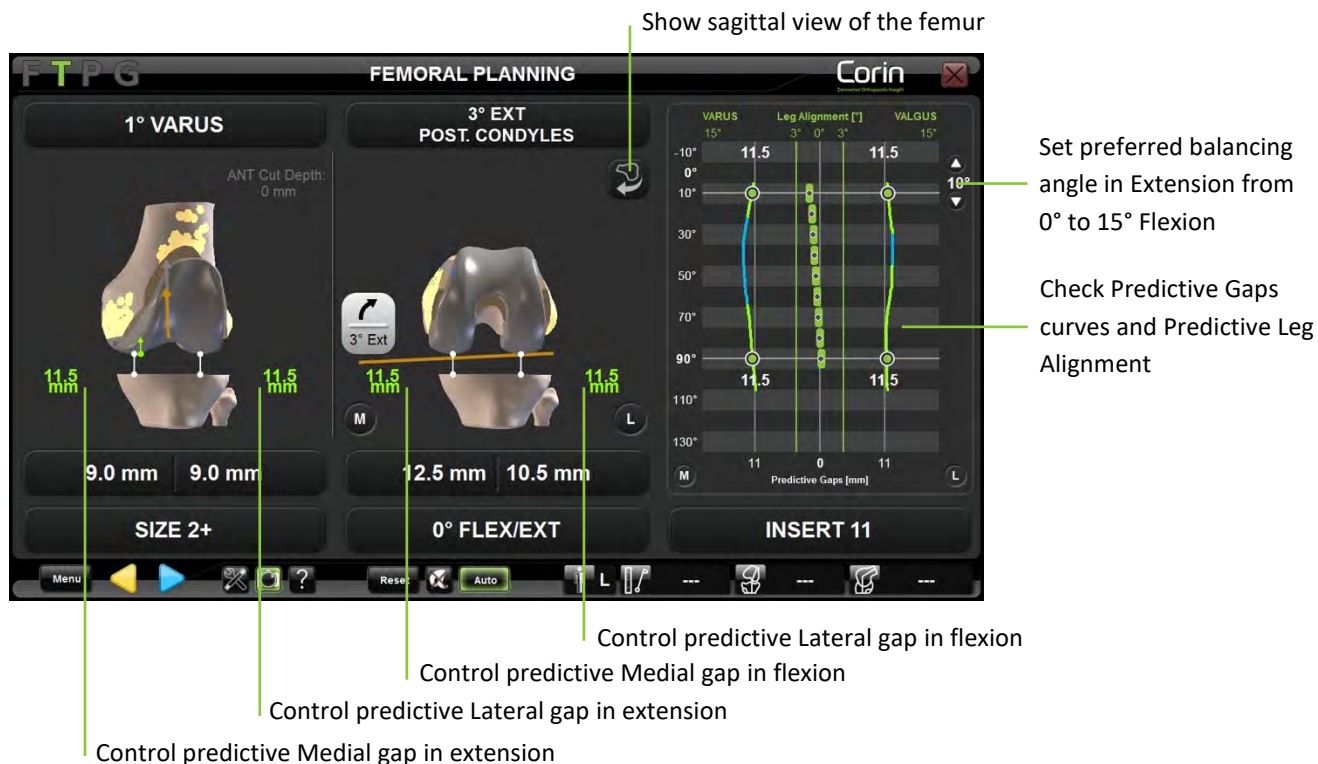 Show sagittal view of the femur
F T P G
FEMORAL PLANNING
Corin
Connected Orthopaedic Insight
1° VARUS
3° EXT
POST. CONDYLES
ANT Cut Depth:
0 mm
3° Ext
11.5
mm
11.5
mm
11.5
mm
11.5
mm
M
L
9.0 mm 9.0 mm
12.5 mm 10.5 mm
SIZE 2+
0° FLEX/EXT
VARUS Leg Alignment [°] VALGUS
15° 3° 0° 3° 15°
-10° 11.5 11.5
0°
10° 10°
30°
50°
70°
90°
11.5 11.5
110°
130°
11 0 11
M Predictive Gaps [mm] L
INSERT 11
Menu ? Reset Auto L --- --- ---
Set preferred balancing
angle in Extension from
0° to 15° Flexion
Check Predictive Gaps
curves and Predictive Leg
Alignment
Control predictive Lateral gap in flexion
Control predictive Medial gap in flexion
Control predictive Lateral gap in extension
Control predictive Medial gap in extension